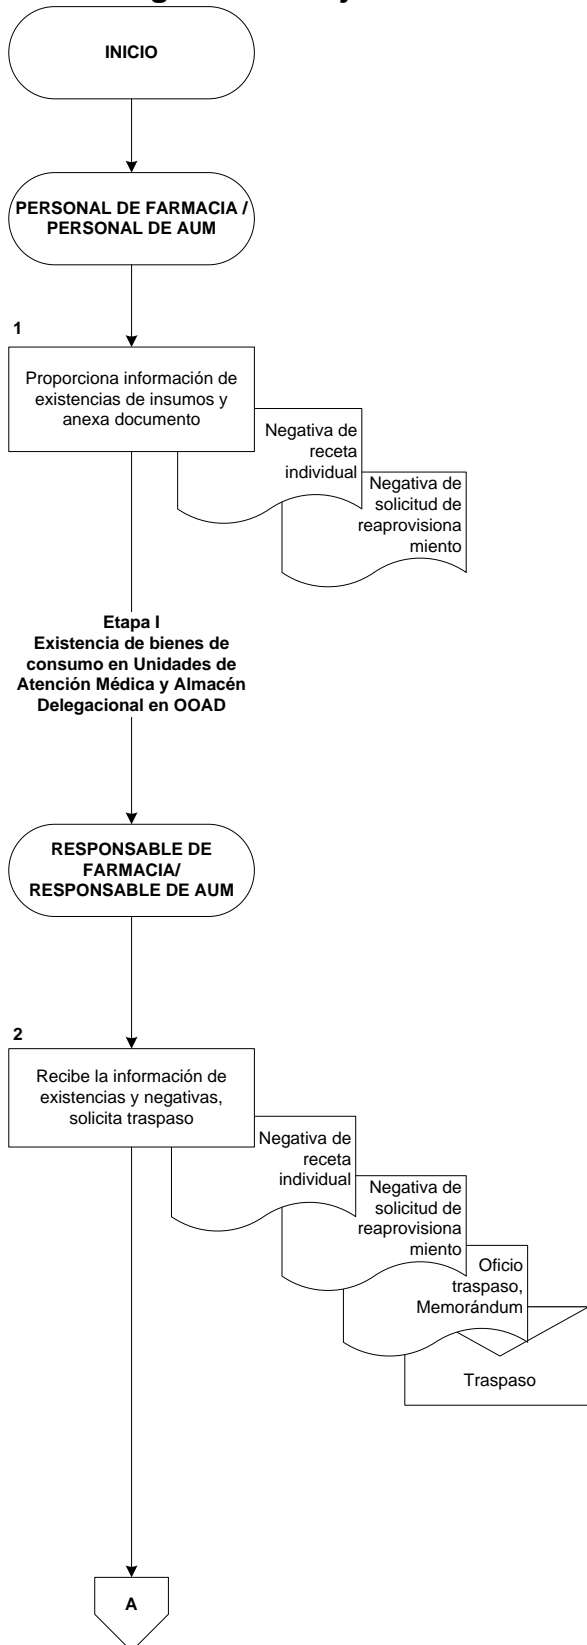 INICIO
PERSONAL DE FARMACIA /
PERSONAL DE AUM
1
Proporciona información de
existencias de insumos y
anexa documento
Negativa de
receta
individual
Negativa de
solicitud de
reaprovisiona
miento
Etapa I
Existencia de bienes de
consumo en Unidades de
Atención Médica y Almacén
Delegacional en OOAD
RESPONSABLE DE
FARMACIA/
RESPONSABLE DE AUM
2
Recibe la información de
existencias y negativas,
solicita traspaso
Negativa de
receta
individual
Negativa de
solicitud de
reaprovisiona
miento
Oficio
traspaso,
Memorándum
Traspaso
A